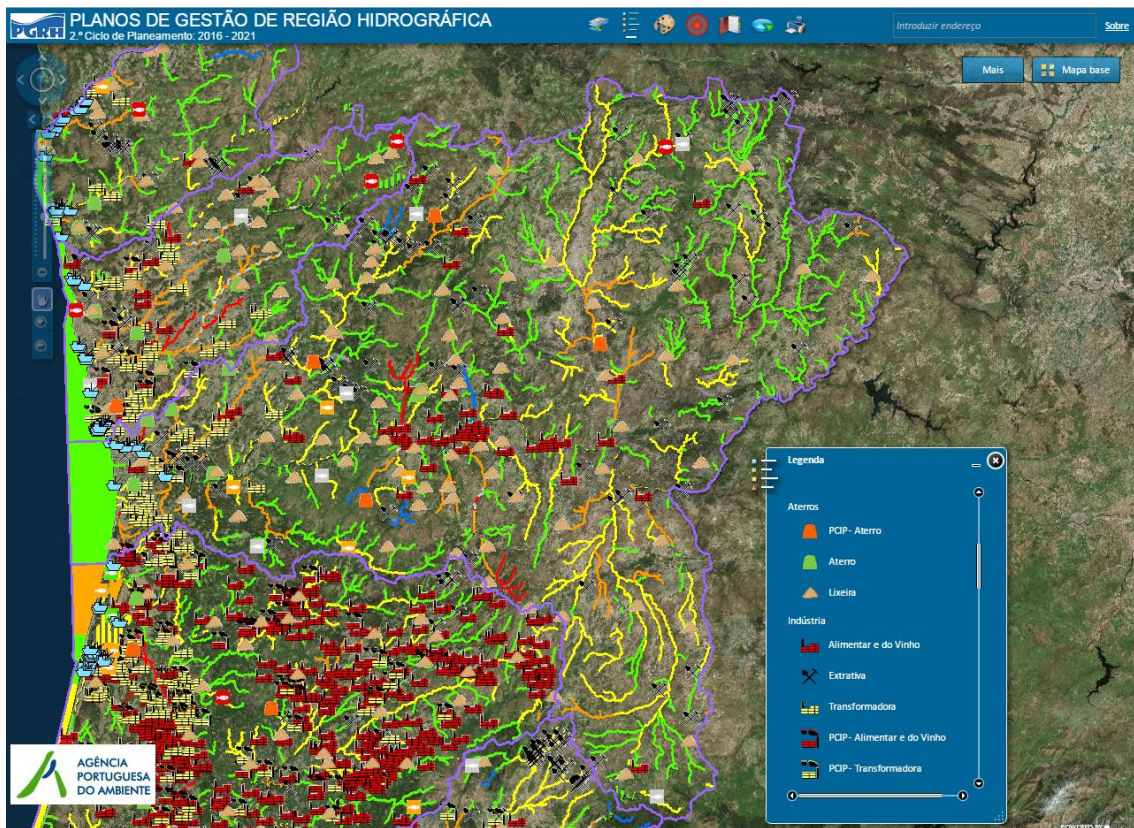 PGRH
PLANOS DE GESTÃO DE REGIÃO HIDROGRÁFICA
2.º Ciclo de Planeamento: 2016 - 2021
Introduzir endereço
Sobre
Mais
Mapa base
Legenda
Aterros
PCIP- Aterro
Aterro
Lixeira
Indústria
Alimentar e do Vinho
Extrativa
Transformadora
PCIP- Alimentar e do Vinho
PCIP- Transformadora
AGÊNCIA
PORTUGUESA
DO AMBIENTE
POWERED BY